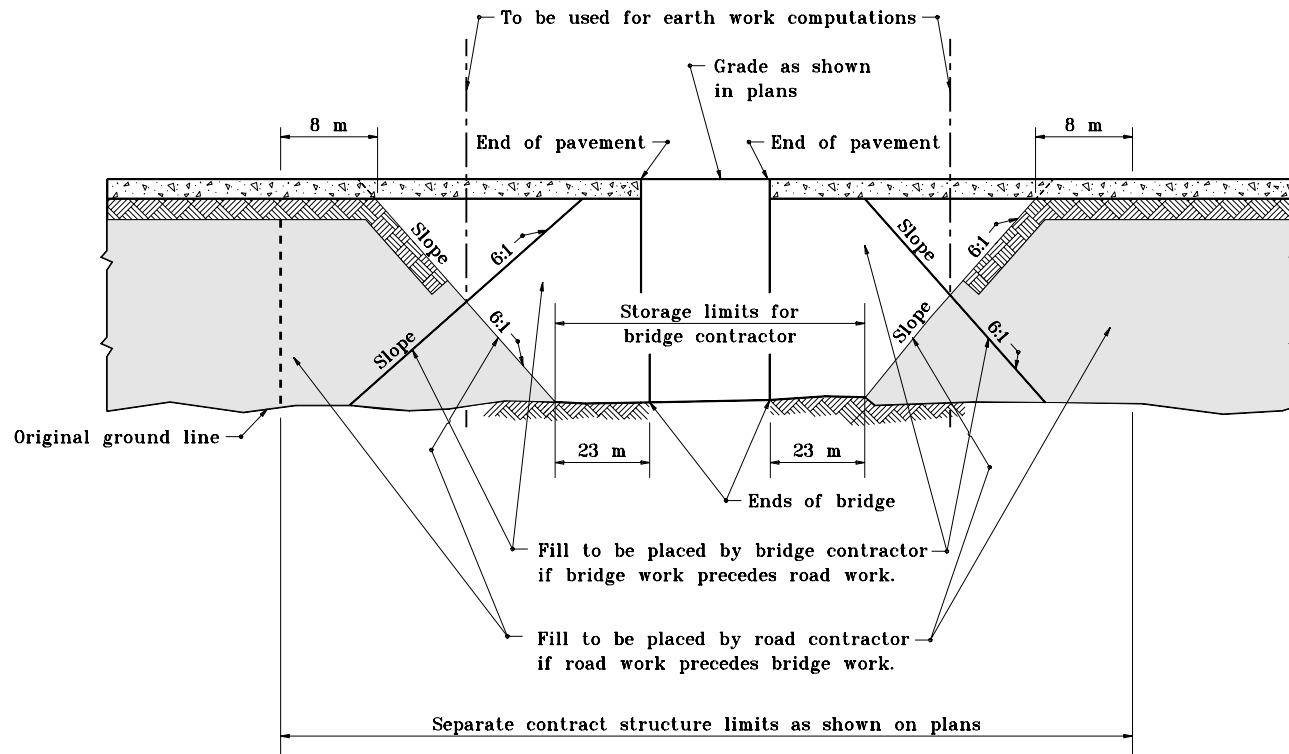 To be used for earth work computations
Grade as shown
in plans
8 m
8 m
End of pavement
End of pavement
Slope
6:1
Slope
6:1
Storage limits for
bridge contractor
6:1
Slope
Slope
6:1
Original ground line
23 m
23 m
Ends of bridge
Fill to be placed by bridge contractor
if bridge work precedes road work.
Fill to be placed by road contractor
if road work precedes bridge work.
Separate contract structure limits as shown on plans